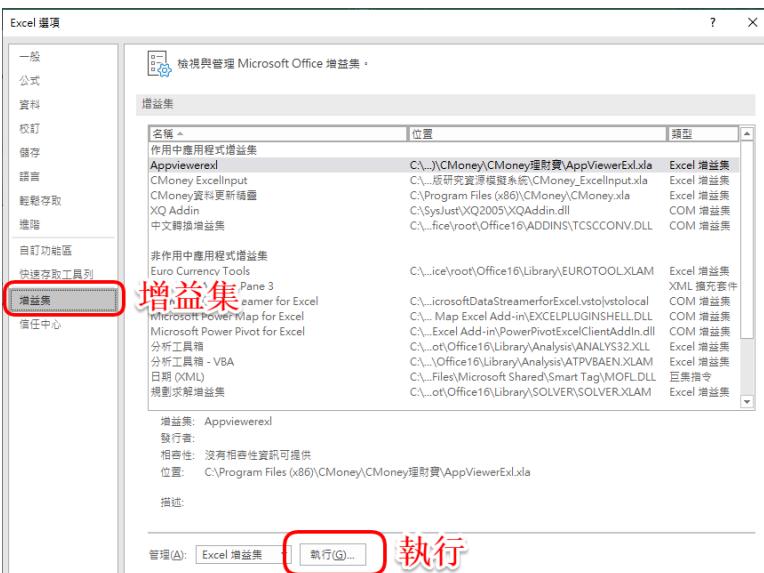 Excel 選項 ? ×
一般
公式
資料
校訂
儲存
語言
輕鬆存取
進階
自訂功能區
快速存取工具列
增益集
信任中心
檢視與管理 Microsoft Office 增益集。
增益集
名稱 位置 類型
作用中應用程式增益集
Appviewerexl C:\...)\CMoney\CMoney理財寶\AppViewerExl.xla Excel 增益集
CMoney ExcelInput C:\...版研究資源模擬系統\CMoney_ExcelInput.xla Excel 增益集
CMoney資料更新精靈 C:\Program Files (x86)\CMoney\CMoney.xla Excel 增益集
XQ Addin C:\SysJust\XQ2005\XQAddin.dll COM 增益集
中文轉換增益集 C:\...fice\root\Office16\ADDINS\TCSCCONV.DLL COM 增益集
非作用中應用程式增益集
Euro Currency Tools C:\...ice\root\Office16\Library\EUROTOOL.XLAM Excel 增益集
Pane 3 XML 擴充套件
eamer for Excel C:\...icrosoftDataStreamerforExcel.vsto|vstolocal COM 增益集
Microsoft Power Map for Excel C:\... Map Excel Add-in\EXCELPLUGINSHELL.DLL COM 增益集
Microsoft Power Pivot for Excel C:\...Excel Add-in\PowerPivotExcelClientAddIn.dll COM 增益集
分析工具箱 C:\...ot\Office16\Library\Analysis\ANALYS32.XLL Excel 增益集
分析工具箱 - VBA C:\...\Office16\Library\Analysis\ATPVBAEN.XLAM Excel 增益集
日期 (XML) C:\...Files\Microsoft Shared\Smart Tag\MOFL.DLL 巨集指令
規劃求解增益集 C:\...ot\Office16\Library\SOLVER\SOLVER.XLAM Excel 增益集
增益集
增益集: Appviewerexl
發行者:
相容性: 沒有相容性資訊可提供
位置: C:\Program Files (x86)\CMoney\CMoney理財寶\AppViewerExl.xla
描述:
管理(A): Excel 增益集 執行(G)... 執行